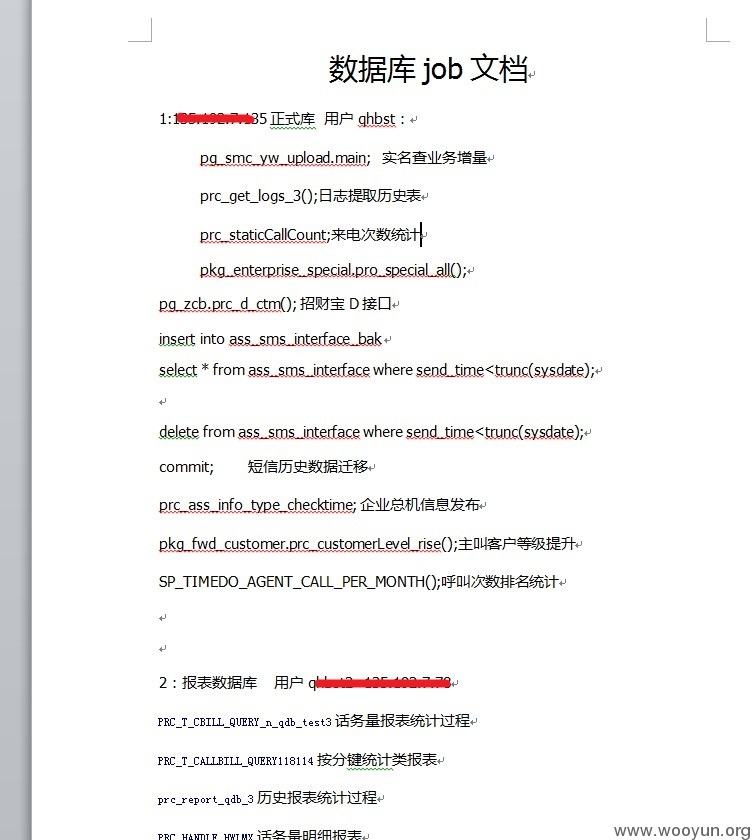 数据库 job 文档
1: 正式库 用户 qhbst：
pg_smc_yw_upload.main; 实名查业务增量
prc_get_logs_3();日志提取历史表
prc_staticCallCount;来电次数统计
pkg_enterprise_special.pro_special_all();
pg_zcb.prc_d_ctm(); 招财宝 D 接口
insert into ass_sms_interface_bak
select * from ass_sms_interface where send_time<trunc(sysdate);
delete from ass_sms_interface where send_time<trunc(sysdate);
commit; 短信历史数据迁移
prc_ass_info_type_checktime; 企业总机信息发布
pkg_fwd_customer.prc_customerLevel_rise();主叫客户等级提升
SP_TIMEDO_AGENT_CALL_PER_MONTH();呼叫次数排名统计
2：报表数据库 用户
PRC_T_CBILL_QUERY_n_qdb_test3 话务量报表统计过程
PRC_T_CALLBILL_QUERY118114 按分键统计类报表
prc_report_qdb_3 历史报表统计过程
PRC_HANDLE_HWLMX 话务量明细报表
www.wooyun.org